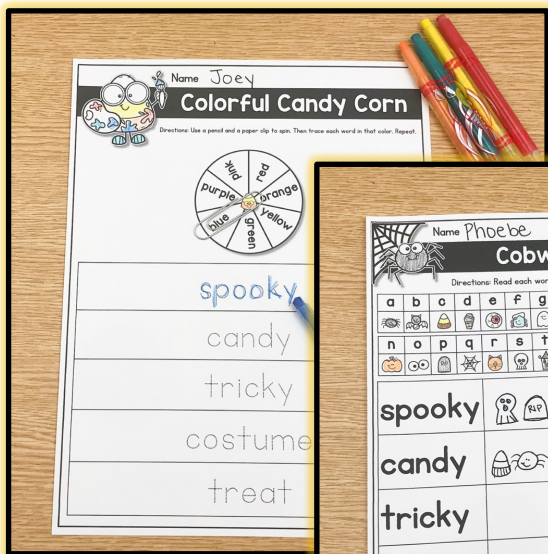 Name Joey
Colorful Candy Corn
Directions: Use a pencil and a paper clip to spin. Then trace each word in that color. Repeat.
pink
red
purple
orange
blue
yellow
green
spooky
candy
tricky
costume
treat
Name Phoebe
Cobw
Directions: Read each wor
a b c d e f g
n o p q r s t
spooky
RIP
candy
tricky